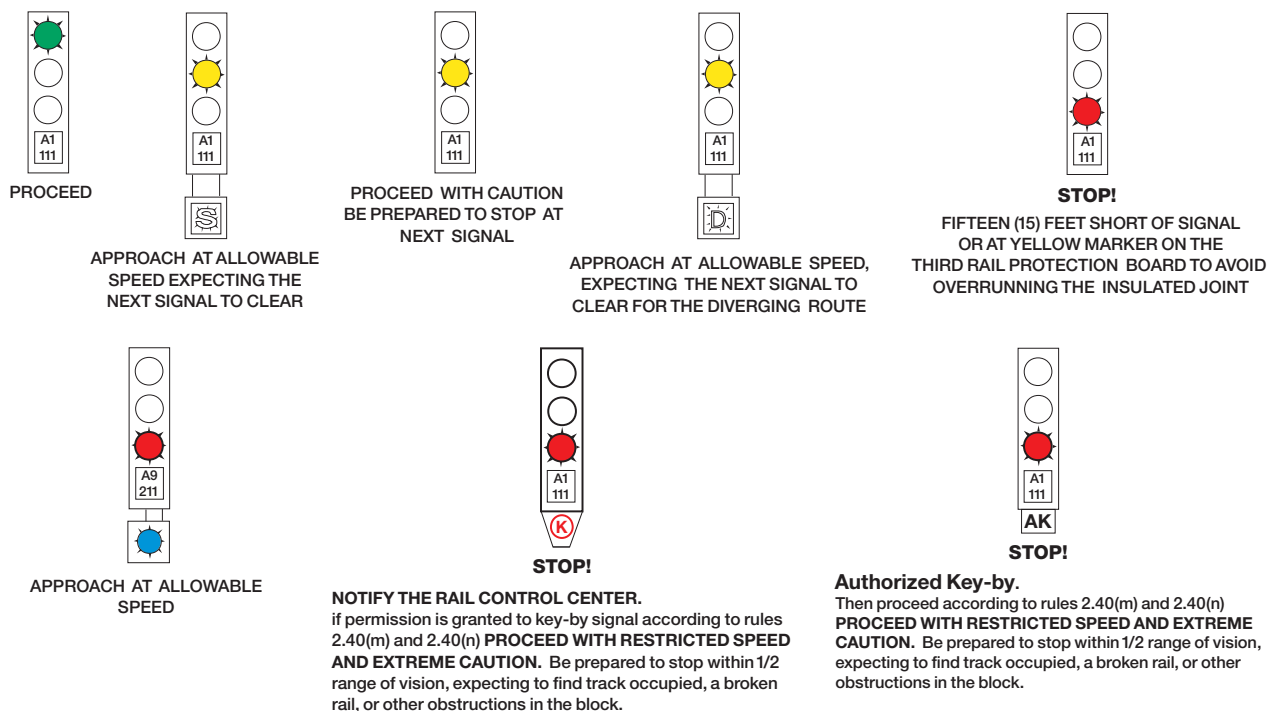 A1
111
PROCEED
A1
111
S
APPROACH AT ALLOWABLE
SPEED EXPECTING THE
NEXT SIGNAL TO CLEAR
A1
111
PROCEED WITH CAUTION
BE PREPARED TO STOP AT
NEXT SIGNAL
A1
111
D
APPROACH AT ALLOWABLE SPEED,
EXPECTING THE NEXT SIGNAL TO
CLEAR FOR THE DIVERGING ROUTE
A1
111
STOP!
FIFTEEN (15) FEET SHORT OF SIGNAL
OR AT YELLOW MARKER ON THE
THIRD RAIL PROTECTION BOARD TO AVOID
OVERRUNNING THE INSULATED JOINT
A9
211
APPROACH AT ALLOWABLE
SPEED
A1
111
K
STOP!
NOTIFY THE RAIL CONTROL CENTER.
if permission is granted to key-by signal according to rules
2.40(m) and 2.40(n) PROCEED WITH RESTRICTED SPEED
AND EXTREME CAUTION. Be prepared to stop within 1/2
range of vision, expecting to find track occupied, a broken
rail, or other obstructions in the block.
A1
111
AK
STOP!
Authorized Key-by.
Then proceed according to rules 2.40(m) and 2.40(n)
PROCEED WITH RESTRICTED SPEED AND EXTREME
CAUTION. Be prepared to stop within 1/2 range of vision,
expecting to find track occupied, a broken rail, or other
obstructions in the block.